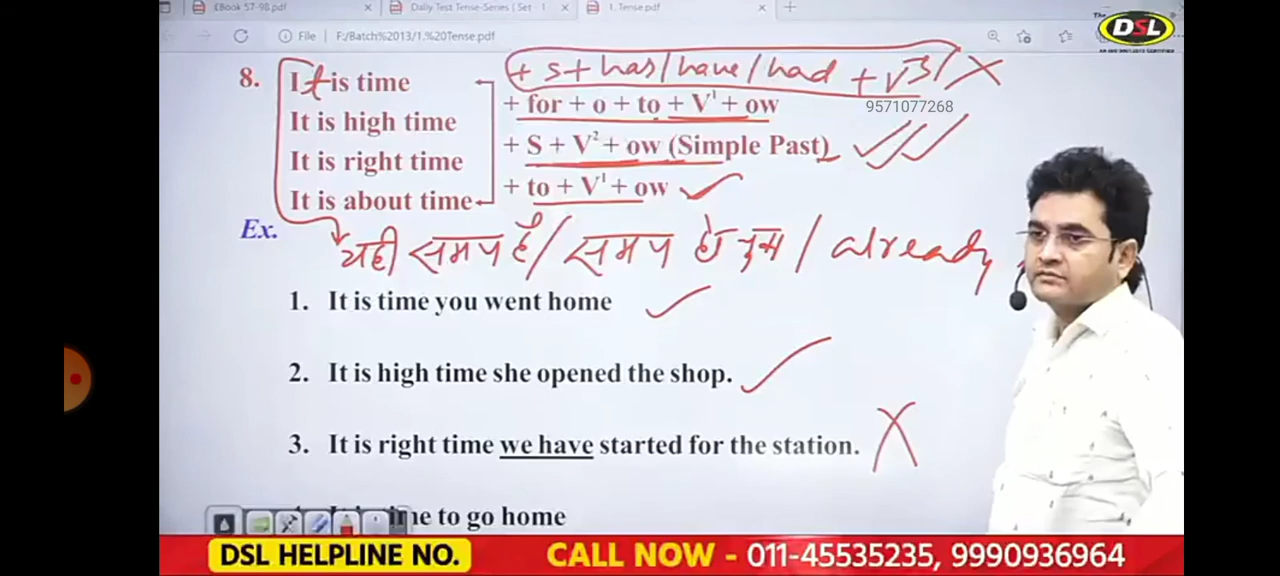 EBook 57-98.pdf
Daily Test Tense-Series ( Set - 1
1. Tense.pdf
File F:/Batch%2013/1.%20Tense.pdf
The
DSL
+ S + has / have / had + V3 / X
8. It is time
+ for + o + to + V1 + ow
9571077268
It is high time
+ S + V2 + ow (Simple Past)
It is right time
+ to + V1 + ow
It is about time
Ex.
यही समय है / समय / already
1. It is time you went home
2. It is high time she opened the shop.
3. It is right time we have started for the station.
me to go home
DSL HELPLINE NO. CALL NOW - 011-45535235, 9990936964